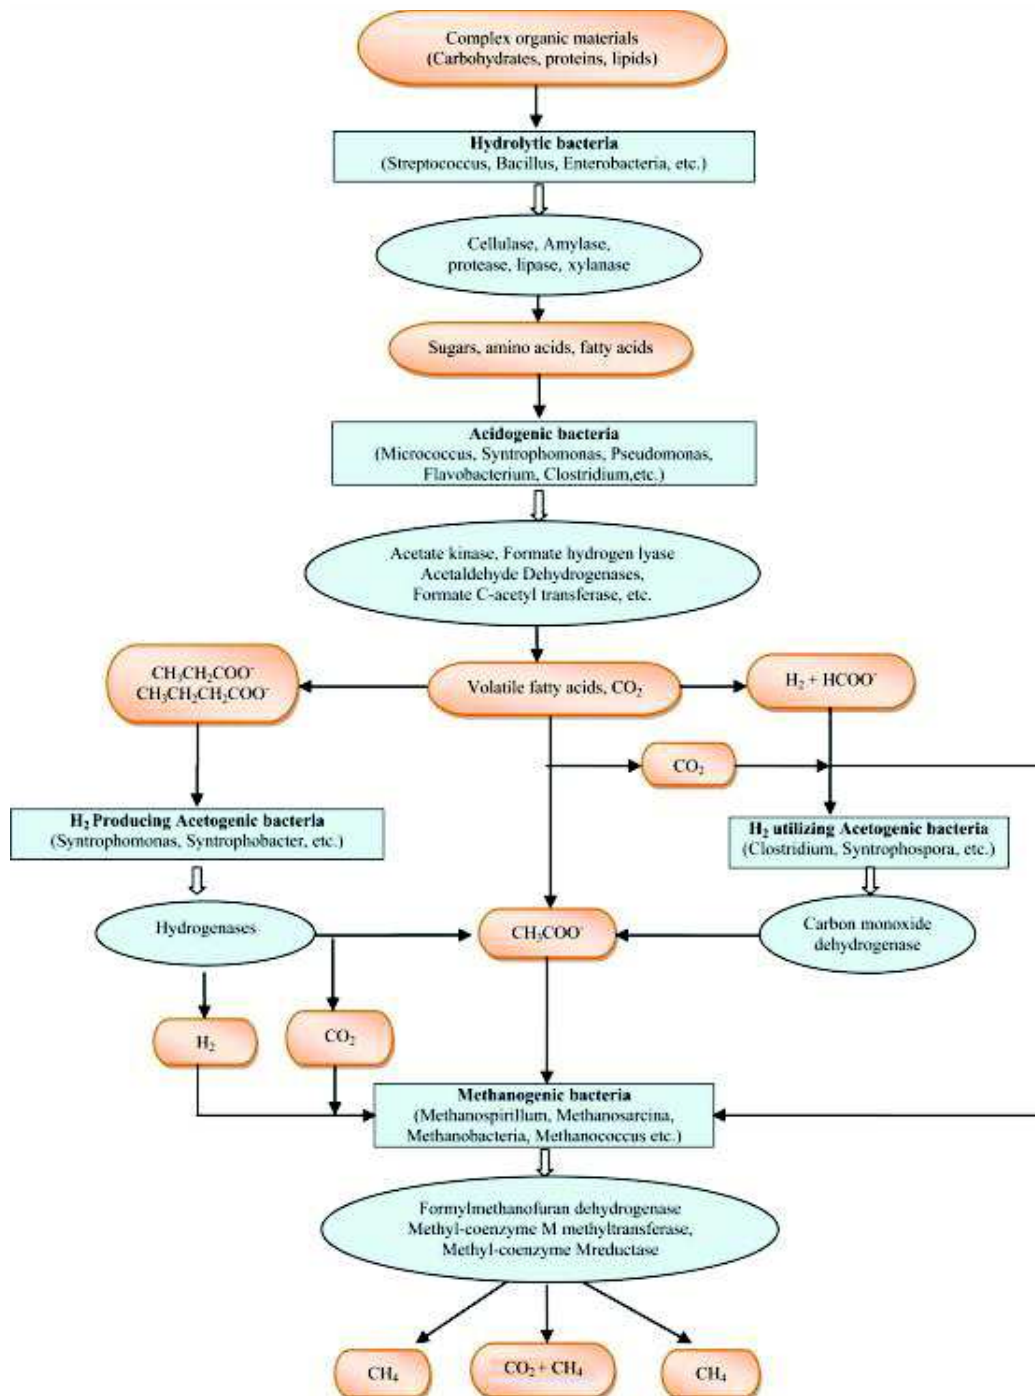 Complex organic materials
(Carbohydrates, proteins, lipids)
Hydrolytic bacteria
(Streptococcus, Bacillus, Enterobacteria, etc.)
Cellulase, Amylase,
protease, lipase, xylanase
Sugars, amino acids, fatty acids
Acidogenic bacteria
(Micrococcus, Syntrophomonas, Pseudomonas,
Flavobacterium, Clostridium,etc.)
Acetate kinase, Formate hydrogen lyase
Acetaldehyde Dehydrogenases,
Formate C-acetyl transferase, etc.
CH₃CH₂COO⁻
CH₃CH₂CH₂COO⁻
Volatile fatty acids, CO₂
H₂ + HCOO⁻
CO₂
H₂ Producing Acetogenic bacteria
(Syntrophomonas, Syntrophobacter, etc.)
H₂ utilizing Acetogenic bacteria
(Clostridium, Syntrophospora, etc.)
Hydrogenases
CH₃COO⁻
Carbon monoxide
dehydrogenase
H₂
CO₂
Methanogenic bacteria
(Methanospirillum, Methanosarcina,
Methanobacteria, Methanococcus etc.)
Formylmethanofuran dehydrogenase
Methyl-coenzyme M methyltransferase,
Methyl-coenzyme Mreductase
CH₄
CO₂ + CH₄
CH₄